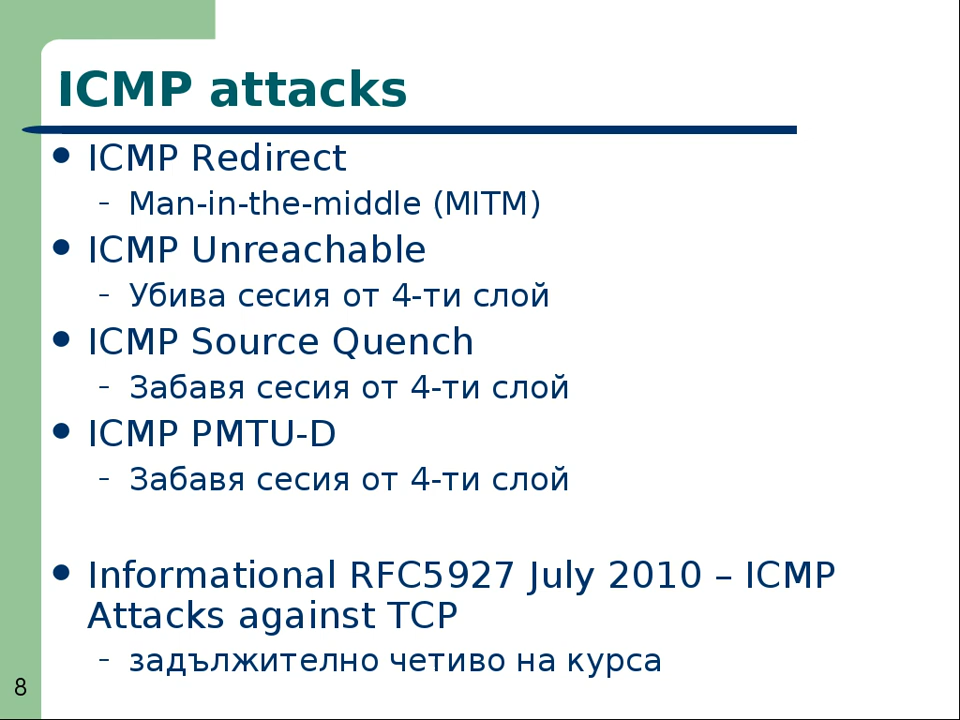 ICMP attacks
● ICMP Redirect
– Man-in-the-middle (MITM)
● ICMP Unreachable
– Убива сесия от 4-ти слой
● ICMP Source Quench
– Забавя сесия от 4-ти слой
● ICMP PMTU-D
– Забавя сесия от 4-ти слой
● Informational RFC5927 July 2010 – ICMP
Attacks against TCP
– задължително четиво на курса
8